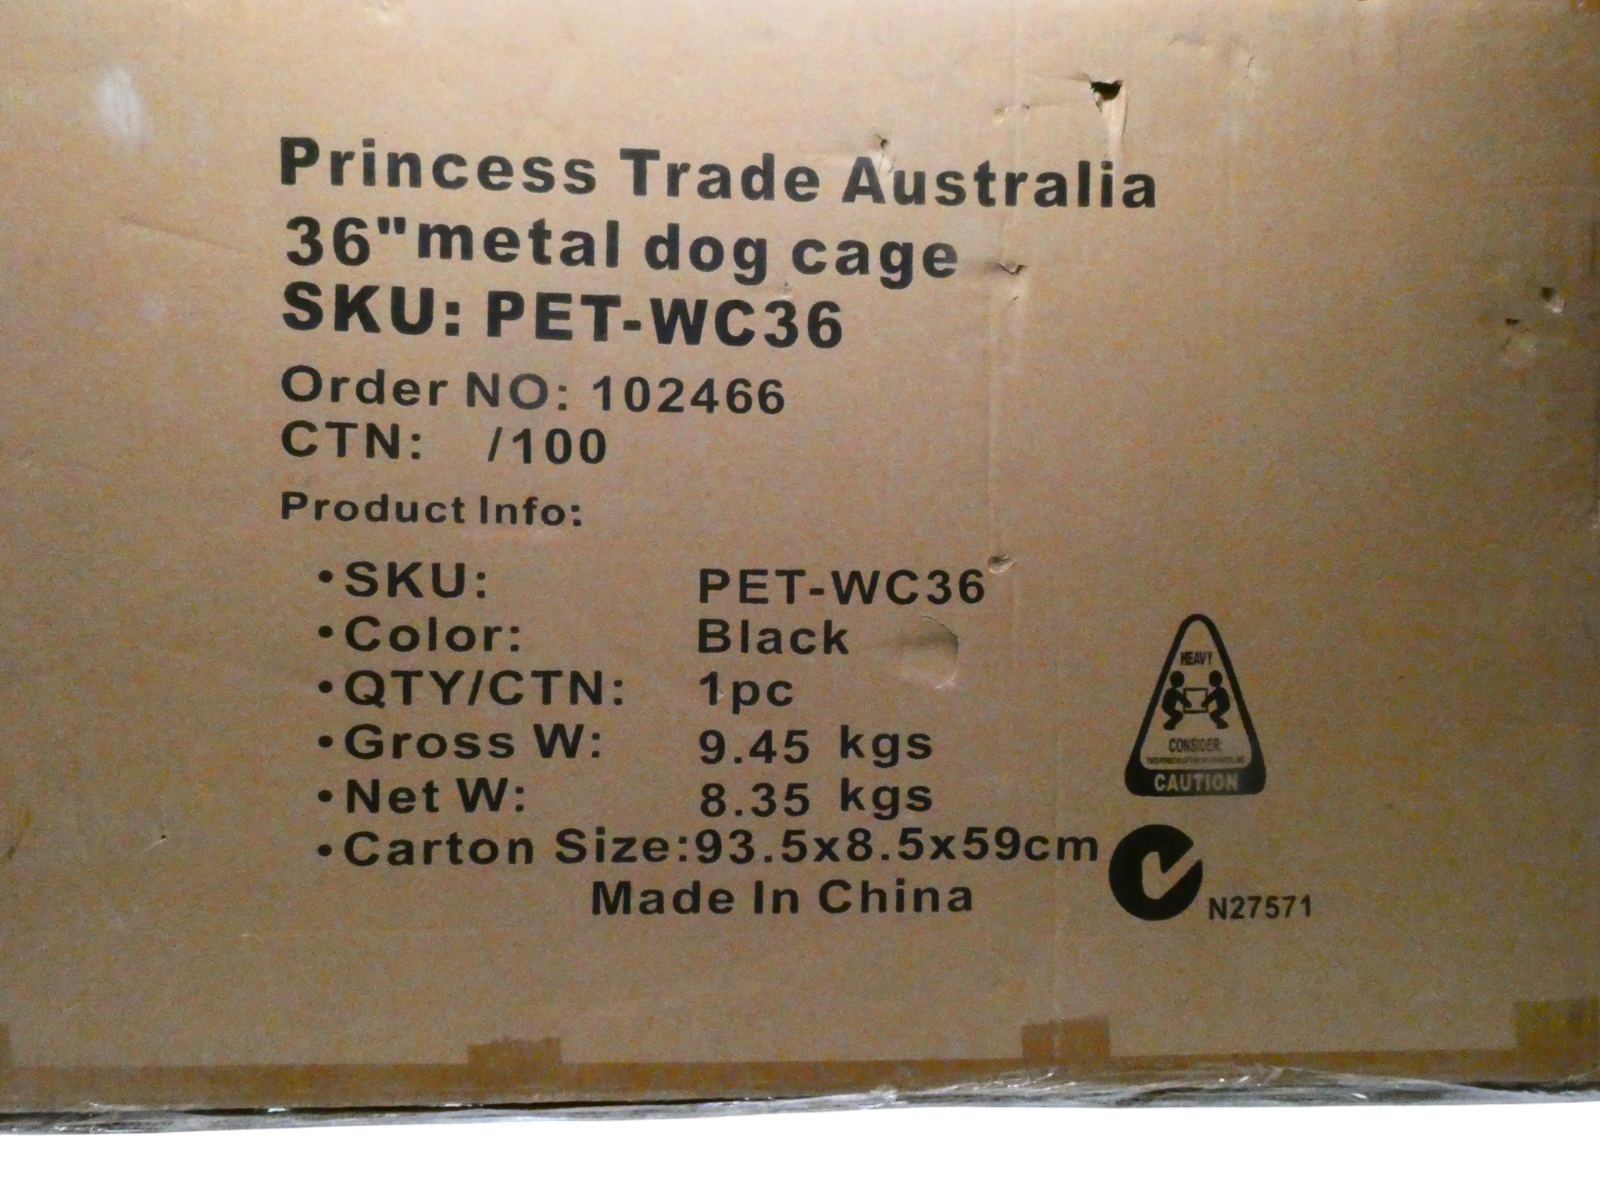 Princess Trade Australia
36"metal dog cage
SKU: PET-WC36
Order NO: 102466
CTN: /100
Product Info:
•SKU: PET-WC36
•Color: Black
•QTY/CTN: 1pc
•Gross W: 9.45 kgs
•Net W: 8.35 kgs
•Carton Size:93.5x8.5x59cm
Made In China
HEAVY
CONSIDER:
CAUTION
N27571